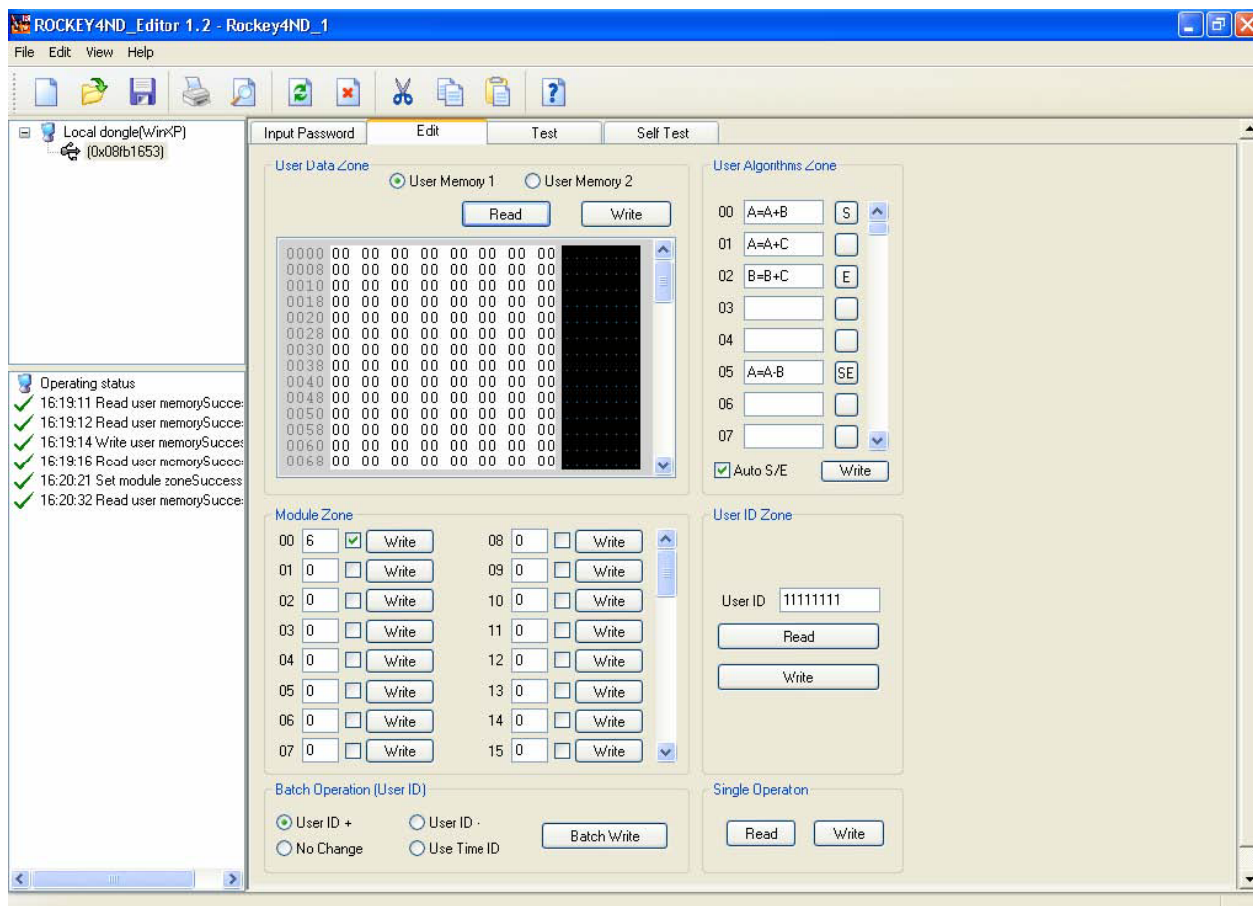 ROCKEY4ND_Editor 1.2 - Rockey4ND_1
File Edit View Help
Local dongle(WinXP)
(0x08fb1653)
Operating status
16:19:11 Read user memorySucce
16:19:12 Read user memorySucce
16:19:14 Write user memorySucces
16:19:16 Read user memorySucce
16:20:21 Set module zoneSuccess
16:20:32 Read user memorySucce
Input Password Edit Test Self Test
User Data Zone
User Memory 1 User Memory 2
Read Write
0000 00 00 00 00 00 00 00 00 ........
0008 00 00 00 00 00 00 00 00 ........
0010 00 00 00 00 00 00 00 00 ........
0018 00 00 00 00 00 00 00 00 ........
0020 00 00 00 00 00 00 00 00 ........
0028 00 00 00 00 00 00 00 00 ........
0030 00 00 00 00 00 00 00 00 ........
0038 00 00 00 00 00 00 00 00 ........
0040 00 00 00 00 00 00 00 00 ........
0048 00 00 00 00 00 00 00 00 ........
0050 00 00 00 00 00 00 00 00 ........
0058 00 00 00 00 00 00 00 00 ........
0060 00 00 00 00 00 00 00 00 ........
0068 00 00 00 00 00 00 00 00 ........
User Algorithms Zone
00 A=A+B S
01 A=A+C
02 B=B+C E
03
04
05 A=A-B SE
06
07
Auto S/E Write
Module Zone
00 6 Write 08 0 Write
01 0 Write 09 0 Write
02 0 Write 10 0 Write
03 0 Write 11 0 Write
04 0 Write 12 0 Write
05 0 Write 13 0 Write
06 0 Write 14 0 Write
07 0 Write 15 0 Write
User ID Zone
User ID 11111111
Read
Write
Batch Operation (User ID)
User ID + User ID -
No Change Use Time ID
Batch Write
Single Operaton
Read Write